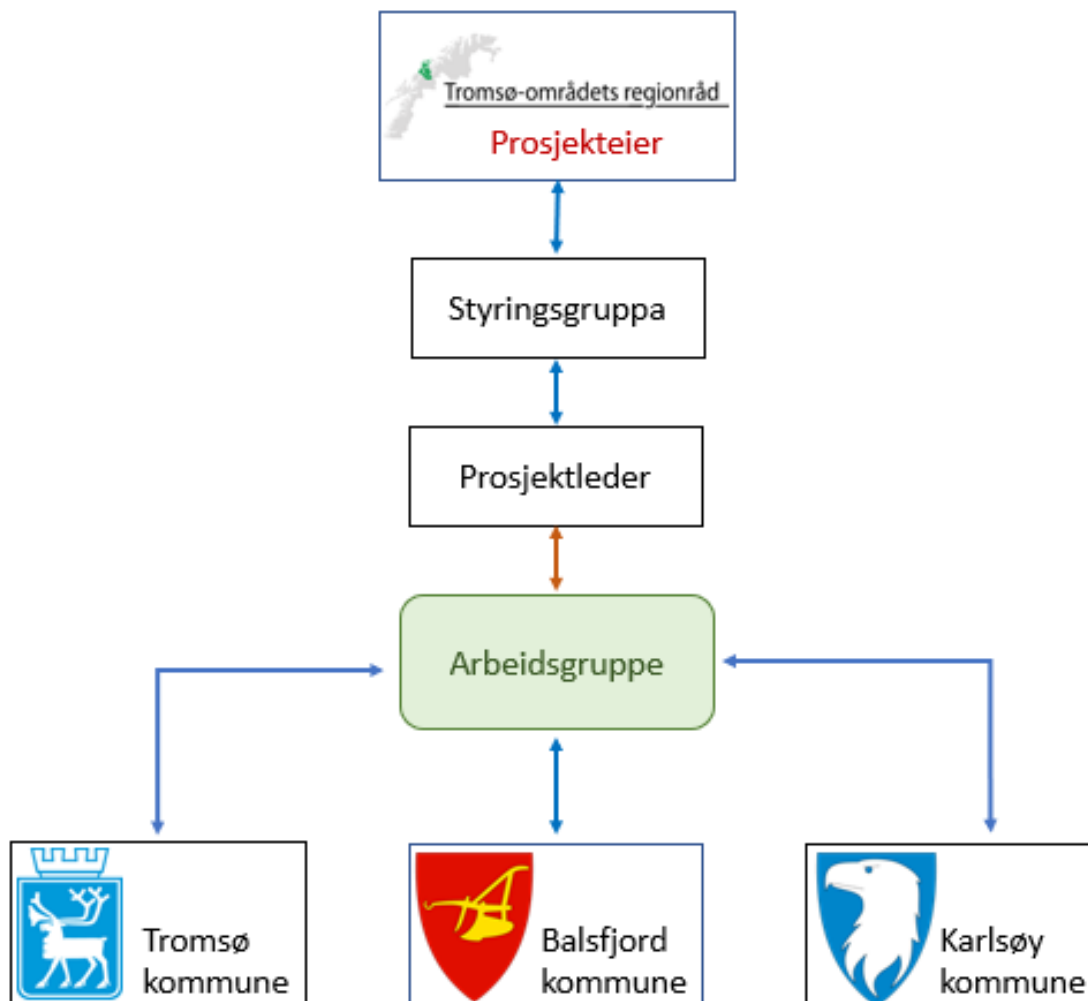 Tromsø-områdets regionråd
Prosjekteier
Styringsgruppa
Prosjektleder
Arbeidsgruppe
Tromsø
kommune
Balsfjord
kommune
Karlsøy
kommune